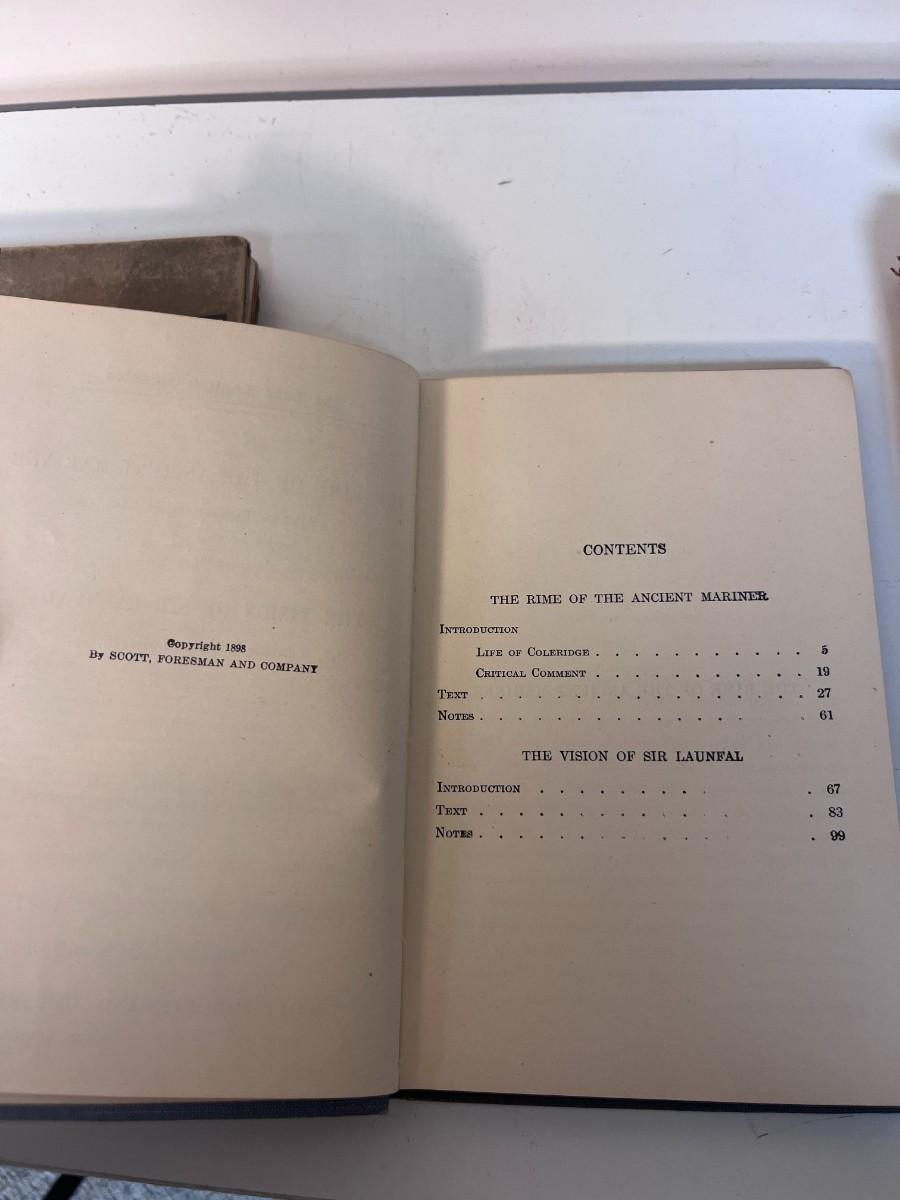 Copyright 1898
By SCOTT, FORESMAN AND COMPANY
CONTENTS
THE RIME OF THE ANCIENT MARINER
INTRODUCTION
LIFE OF COLERIDGE . . . . . . . . . . . 5
CRITICAL COMMENT . . . . . . . . . . . 19
TEXT . . . . . . . . . . . . . . . . . 27
NOTES . . . . . . . . . . . . . . . . 61
THE VISION OF SIR LAUNFAL
INTRODUCTION . . . . . . . . . . 67
TEXT . . . . . . . . . . . . . . 83
NOTES . . . . . . . . . . . . . . 99